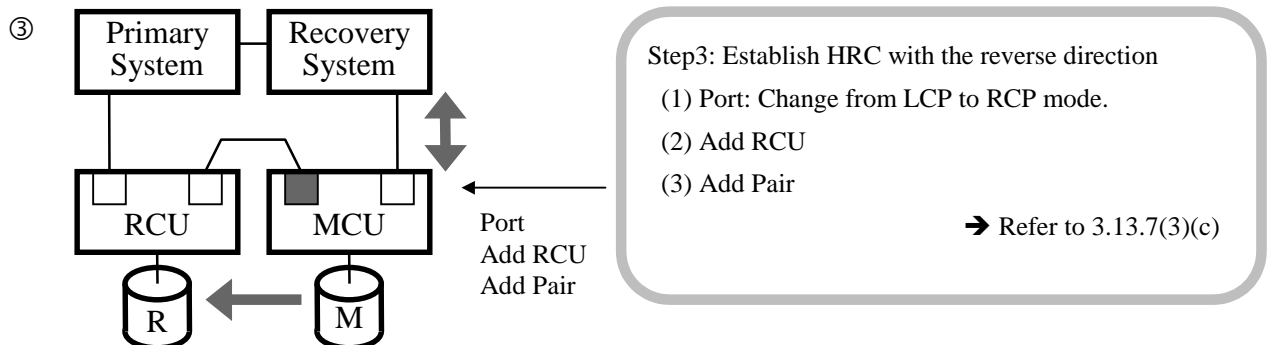 ③
Primary
System
Recovery
System
RCU
MCU
R
M
Port
Add RCU
Add Pair
Step3: Establish HRC with the reverse direction
(1) Port: Change from LCP to RCP mode.
(2) Add RCU
(3) Add Pair
➔ Refer to 3.13.7(3)(c)